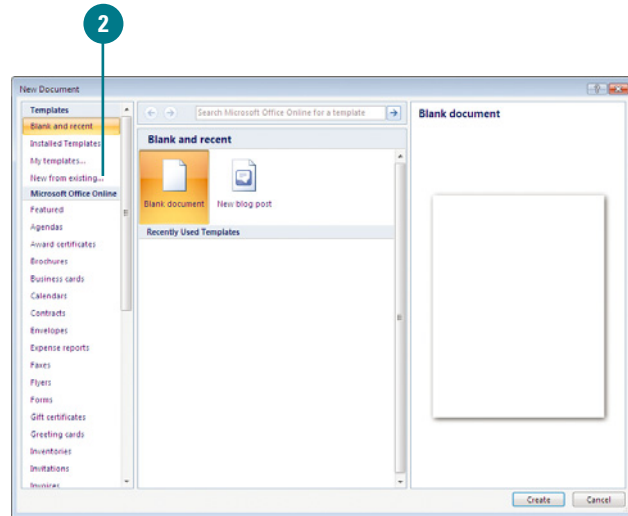 2
New Document
Templates
Blank and recent
Installed Templates
My templates...
New from existing...
Microsoft Office Online
Featured
Agendas
Award certificates
Brochures
Business cards
Calendars
Contracts
Envelopes
Expense reports
Faxes
Flyers
Forms
Gift certificates
Greeting cards
Inventories
Invitations
Invoices
Search Microsoft Office Online for a template
Blank and recent
Blank document
New blog post
Recently Used Templates
Blank document
Create
Cancel